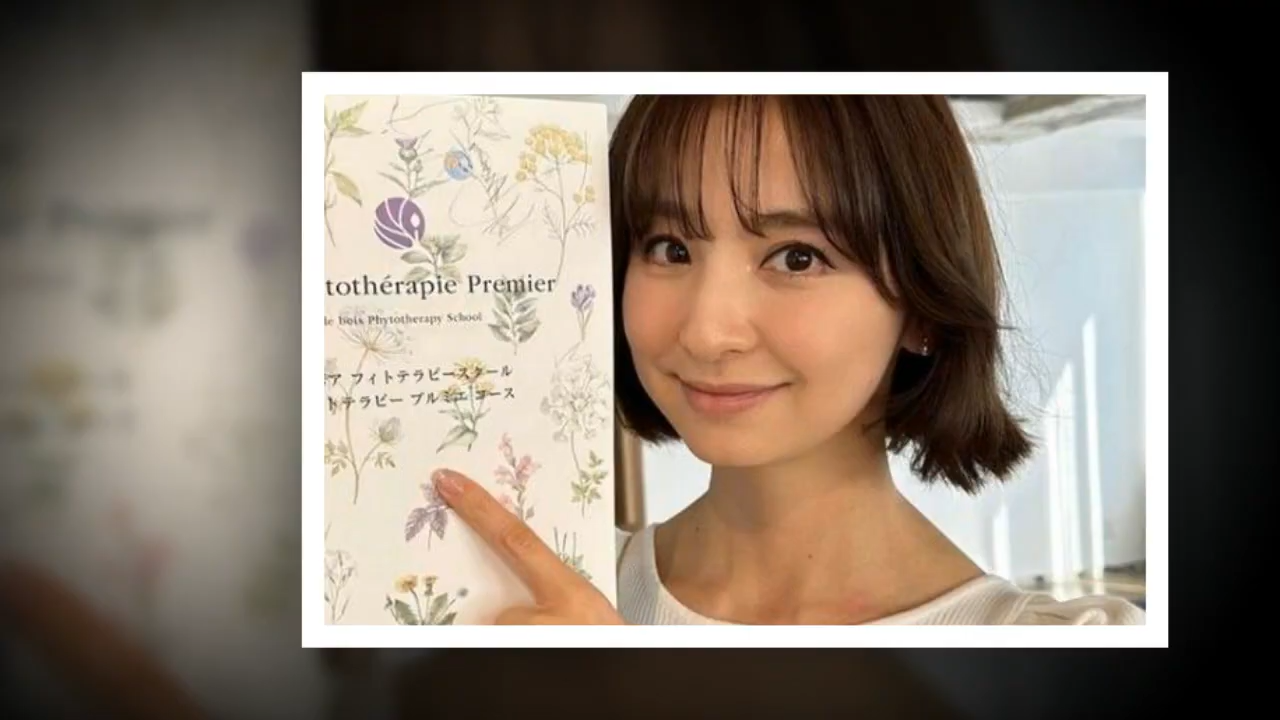 tothérapie Premier
de bois Phytotherapy School
ア フィトテラピースクール
トテラピー プルミエ コース